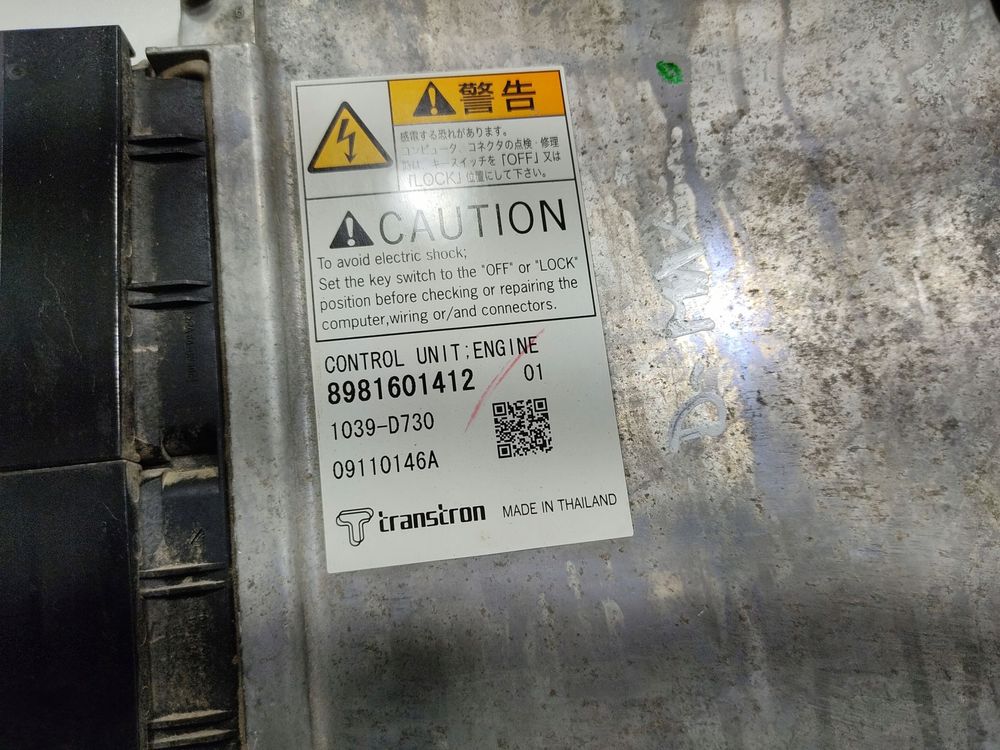 警告
感電する恐れがあります。
コンピュータ、コネクタの点検・修理
時は、キースイッチを「OFF」又は
「LOCK」位置にして下さい。
CAUTION
To avoid electric shock;
Set the key switch to the "OFF" or "LOCK"
position before checking or repairing the
computer,wiring or/and connectors.
CONTROL UNIT;ENGINE
8981601412 01
1039-D730
09110146A
transtron MADE IN THAILAND
D-MAX